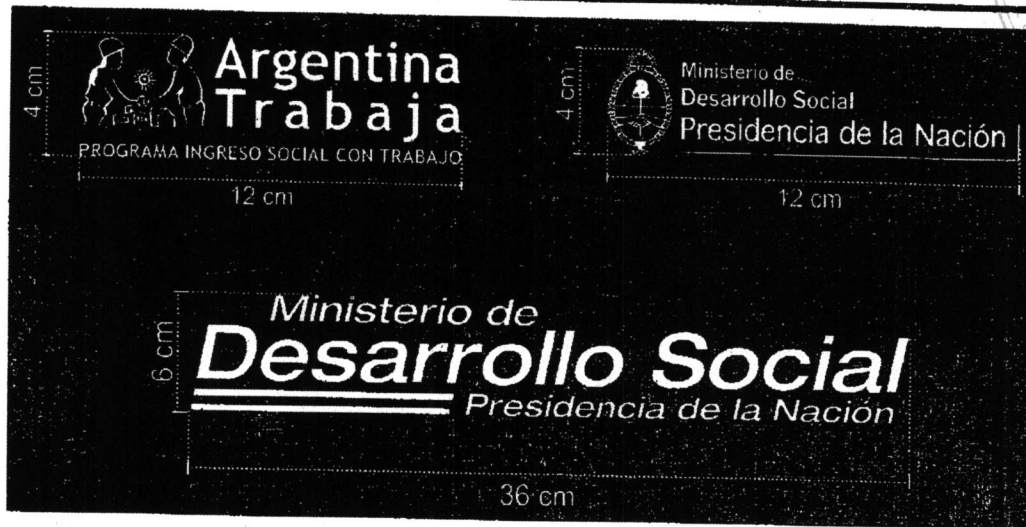 4 cm
Argentina
Trabaja
PROGRAMA INGRESO SOCIAL CON TRABAJO
12 cm
4 cm
Ministerio de
Desarrollo Social
Presidencia de la Nación
12 cm
6 cm
Ministerio de
Desarrollo Social
Presidencia de la Nación
36 cm